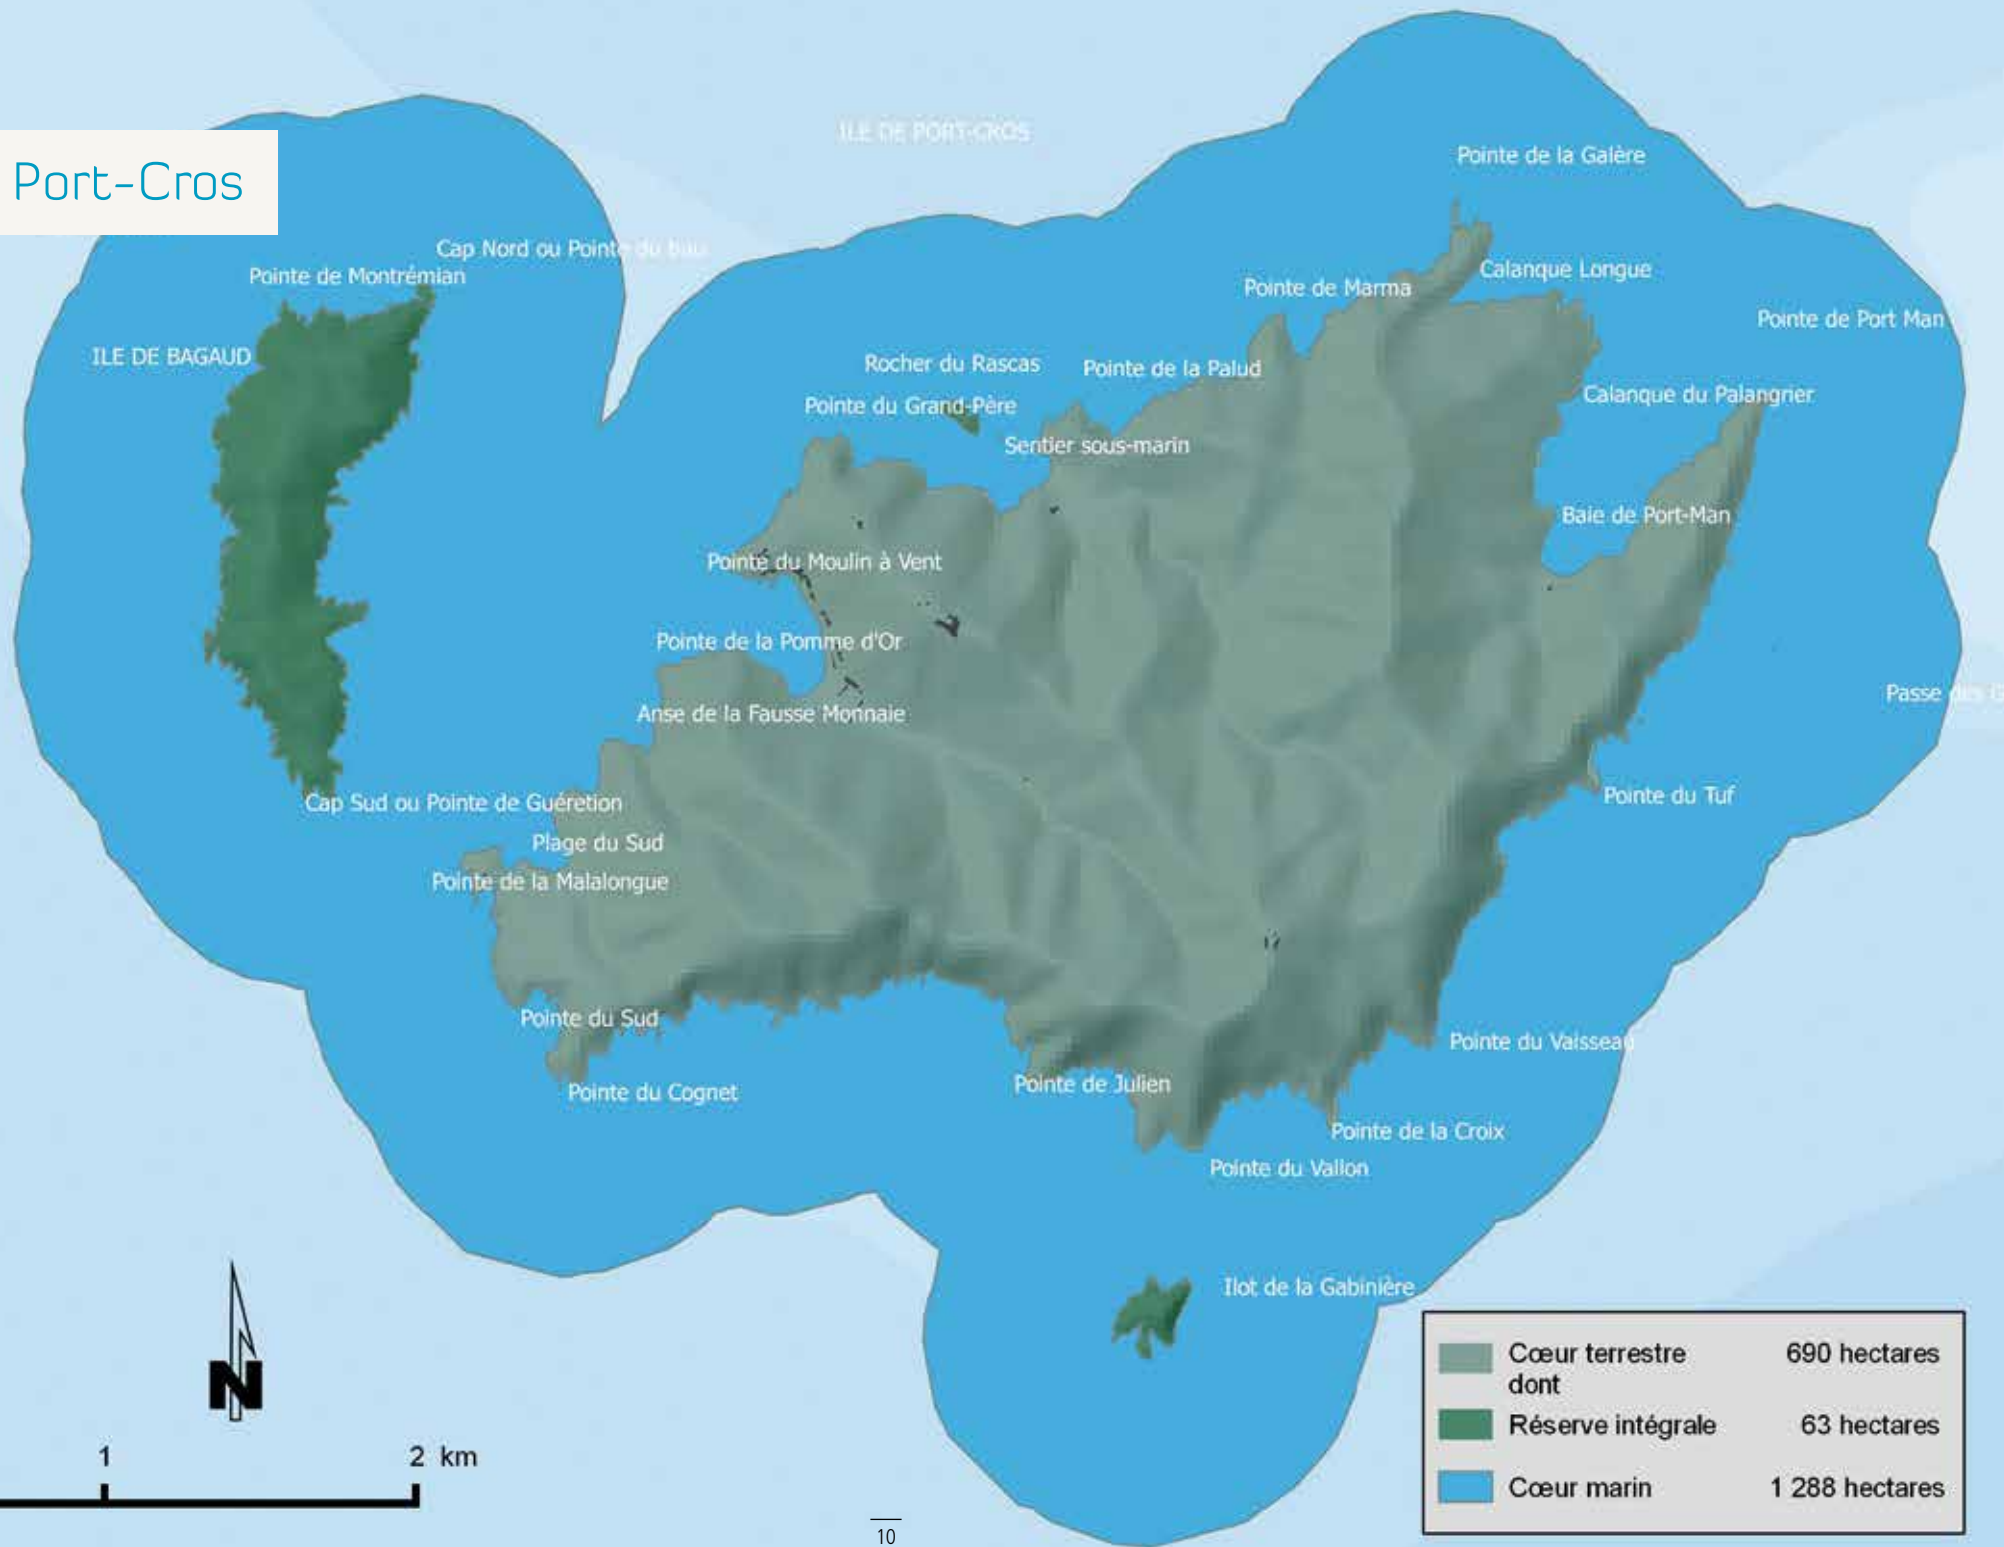 ILE DE PORT-CROS
Pointe de la Galère
Port-Cros
Cap Nord ou Pointe du
Pointe de Montrémian
Calanque Longue
Pointe de Marma
Pointe de Port Man
ILE DE BAGAUD
Rocher du Rascas
Pointe de la Palud
Calanque du Palangrier
Pointe du Grand-Père
Sentier sous-marin
Baie de Port-Man
Pointe du Moulin à Vent
Pointe de la Pomme d'Or
Passe des G
Anse de la Fausse Monnaie
Cap Sud ou Pointe de Guéretion
Pointe du Tuf
Plage du Sud
Pointe de la Malalongue
Pointe du Sud
Pointe du Vaisseau
Pointe de Julien
Pointe du Cognet
Pointe de la Croix
Pointe du Vallon
Ilot de la Gabinière
N
1 2 km
Cœur terrestre 690 hectares
dont
Réserve intégrale 63 hectares
Cœur marin 1 288 hectares
10